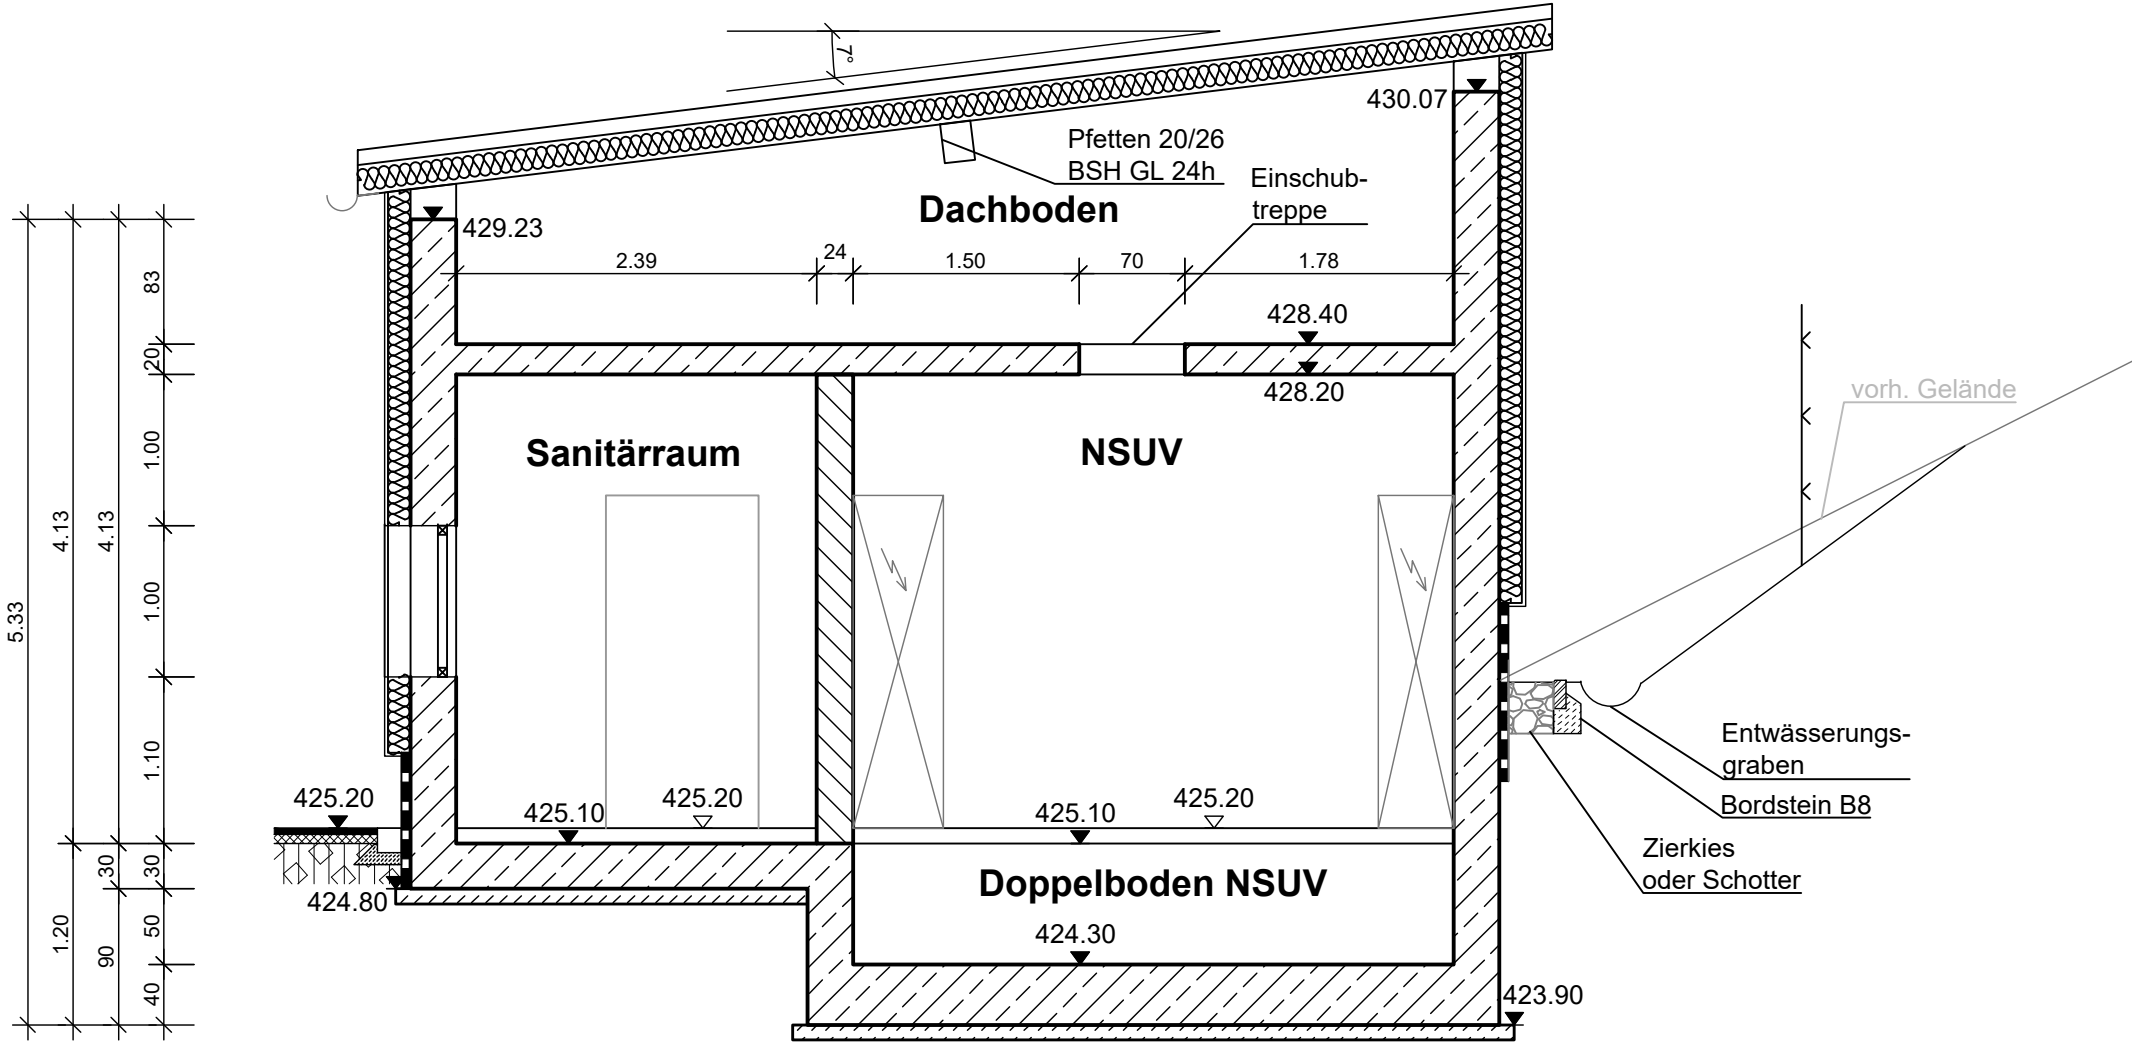 7°
430.07
Pfetten 20/26
BSH GL 24h
Einschub-
treppe
Dachboden
429.23
2.39
24
1.50
70
1.78
83
428.40
20
428.20
vorh. Gelände
Sanitärraum
NSUV
1.00
4.13
4.13
1.00
5.33
1.10
Entwässerungs-
graben
Bordstein B8
425.20
425.10
425.20
425.10
425.20
Zierkies
oder Schotter
30
30
Doppelboden NSUV
424.80
1.20
50
90
424.30
40
423.90